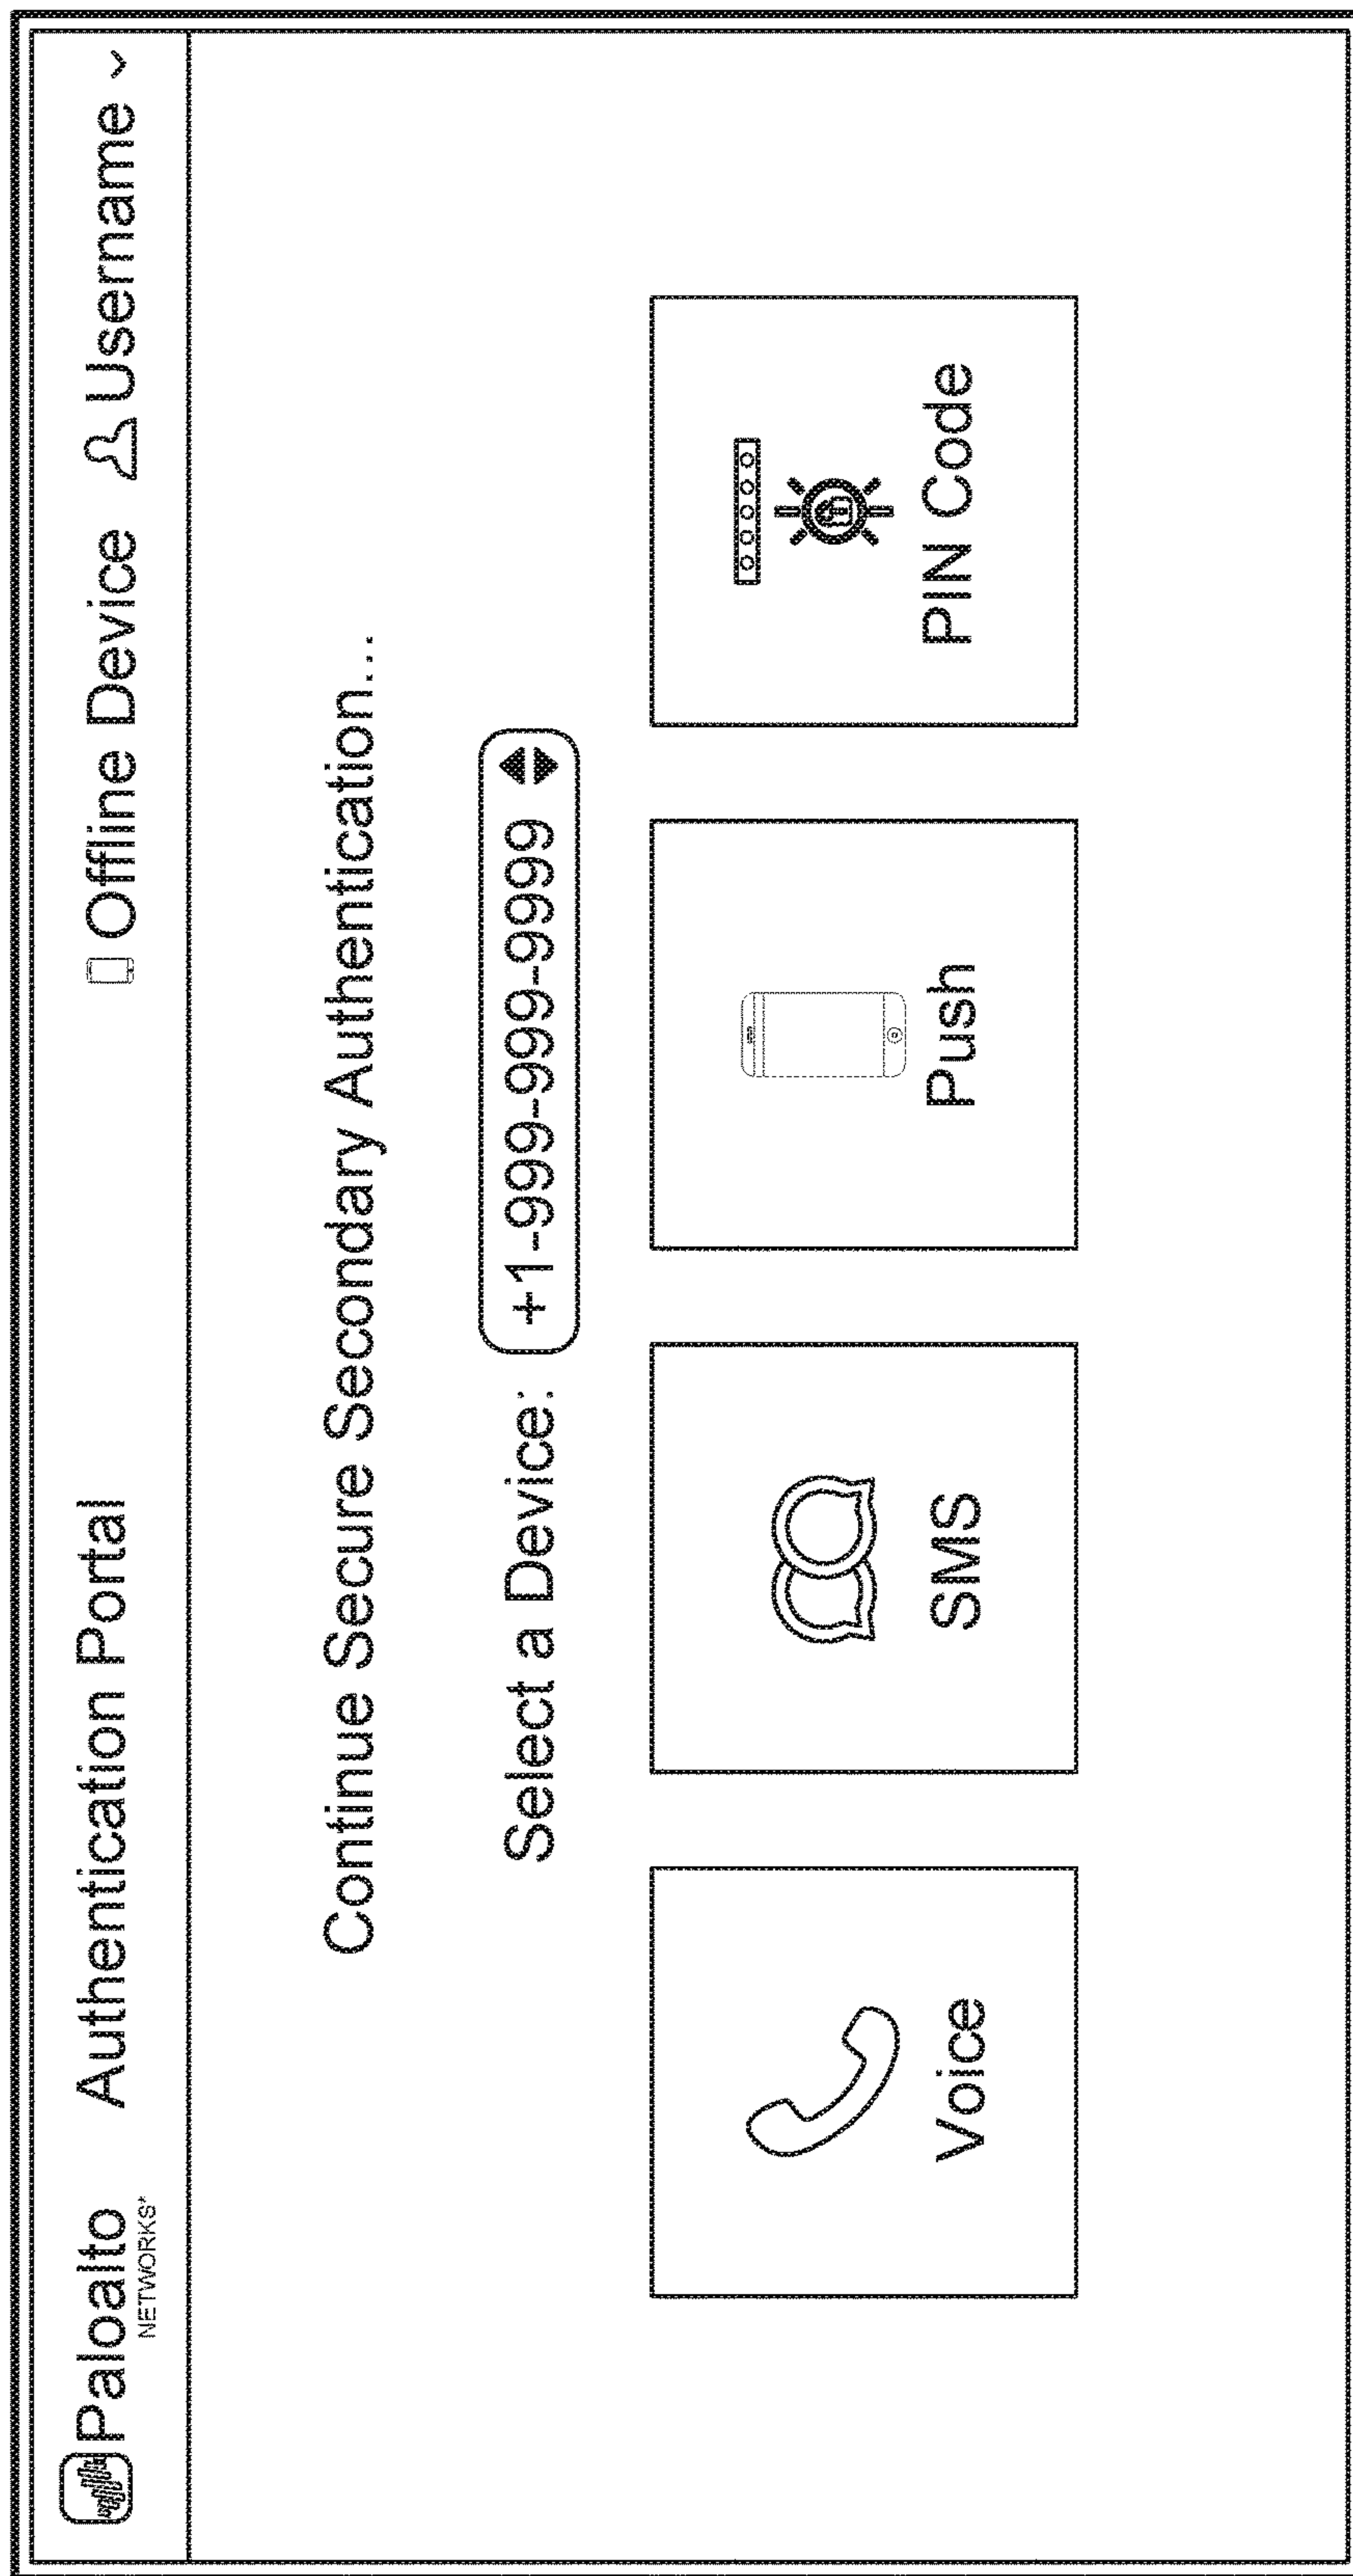 Paloalto Authentication Portal Offline Device Username
NETWORKS*
Continue Secure Secondary Authentication...
Select a Device: +1-999-999-999-9999
Voice SMS Push PIN Code